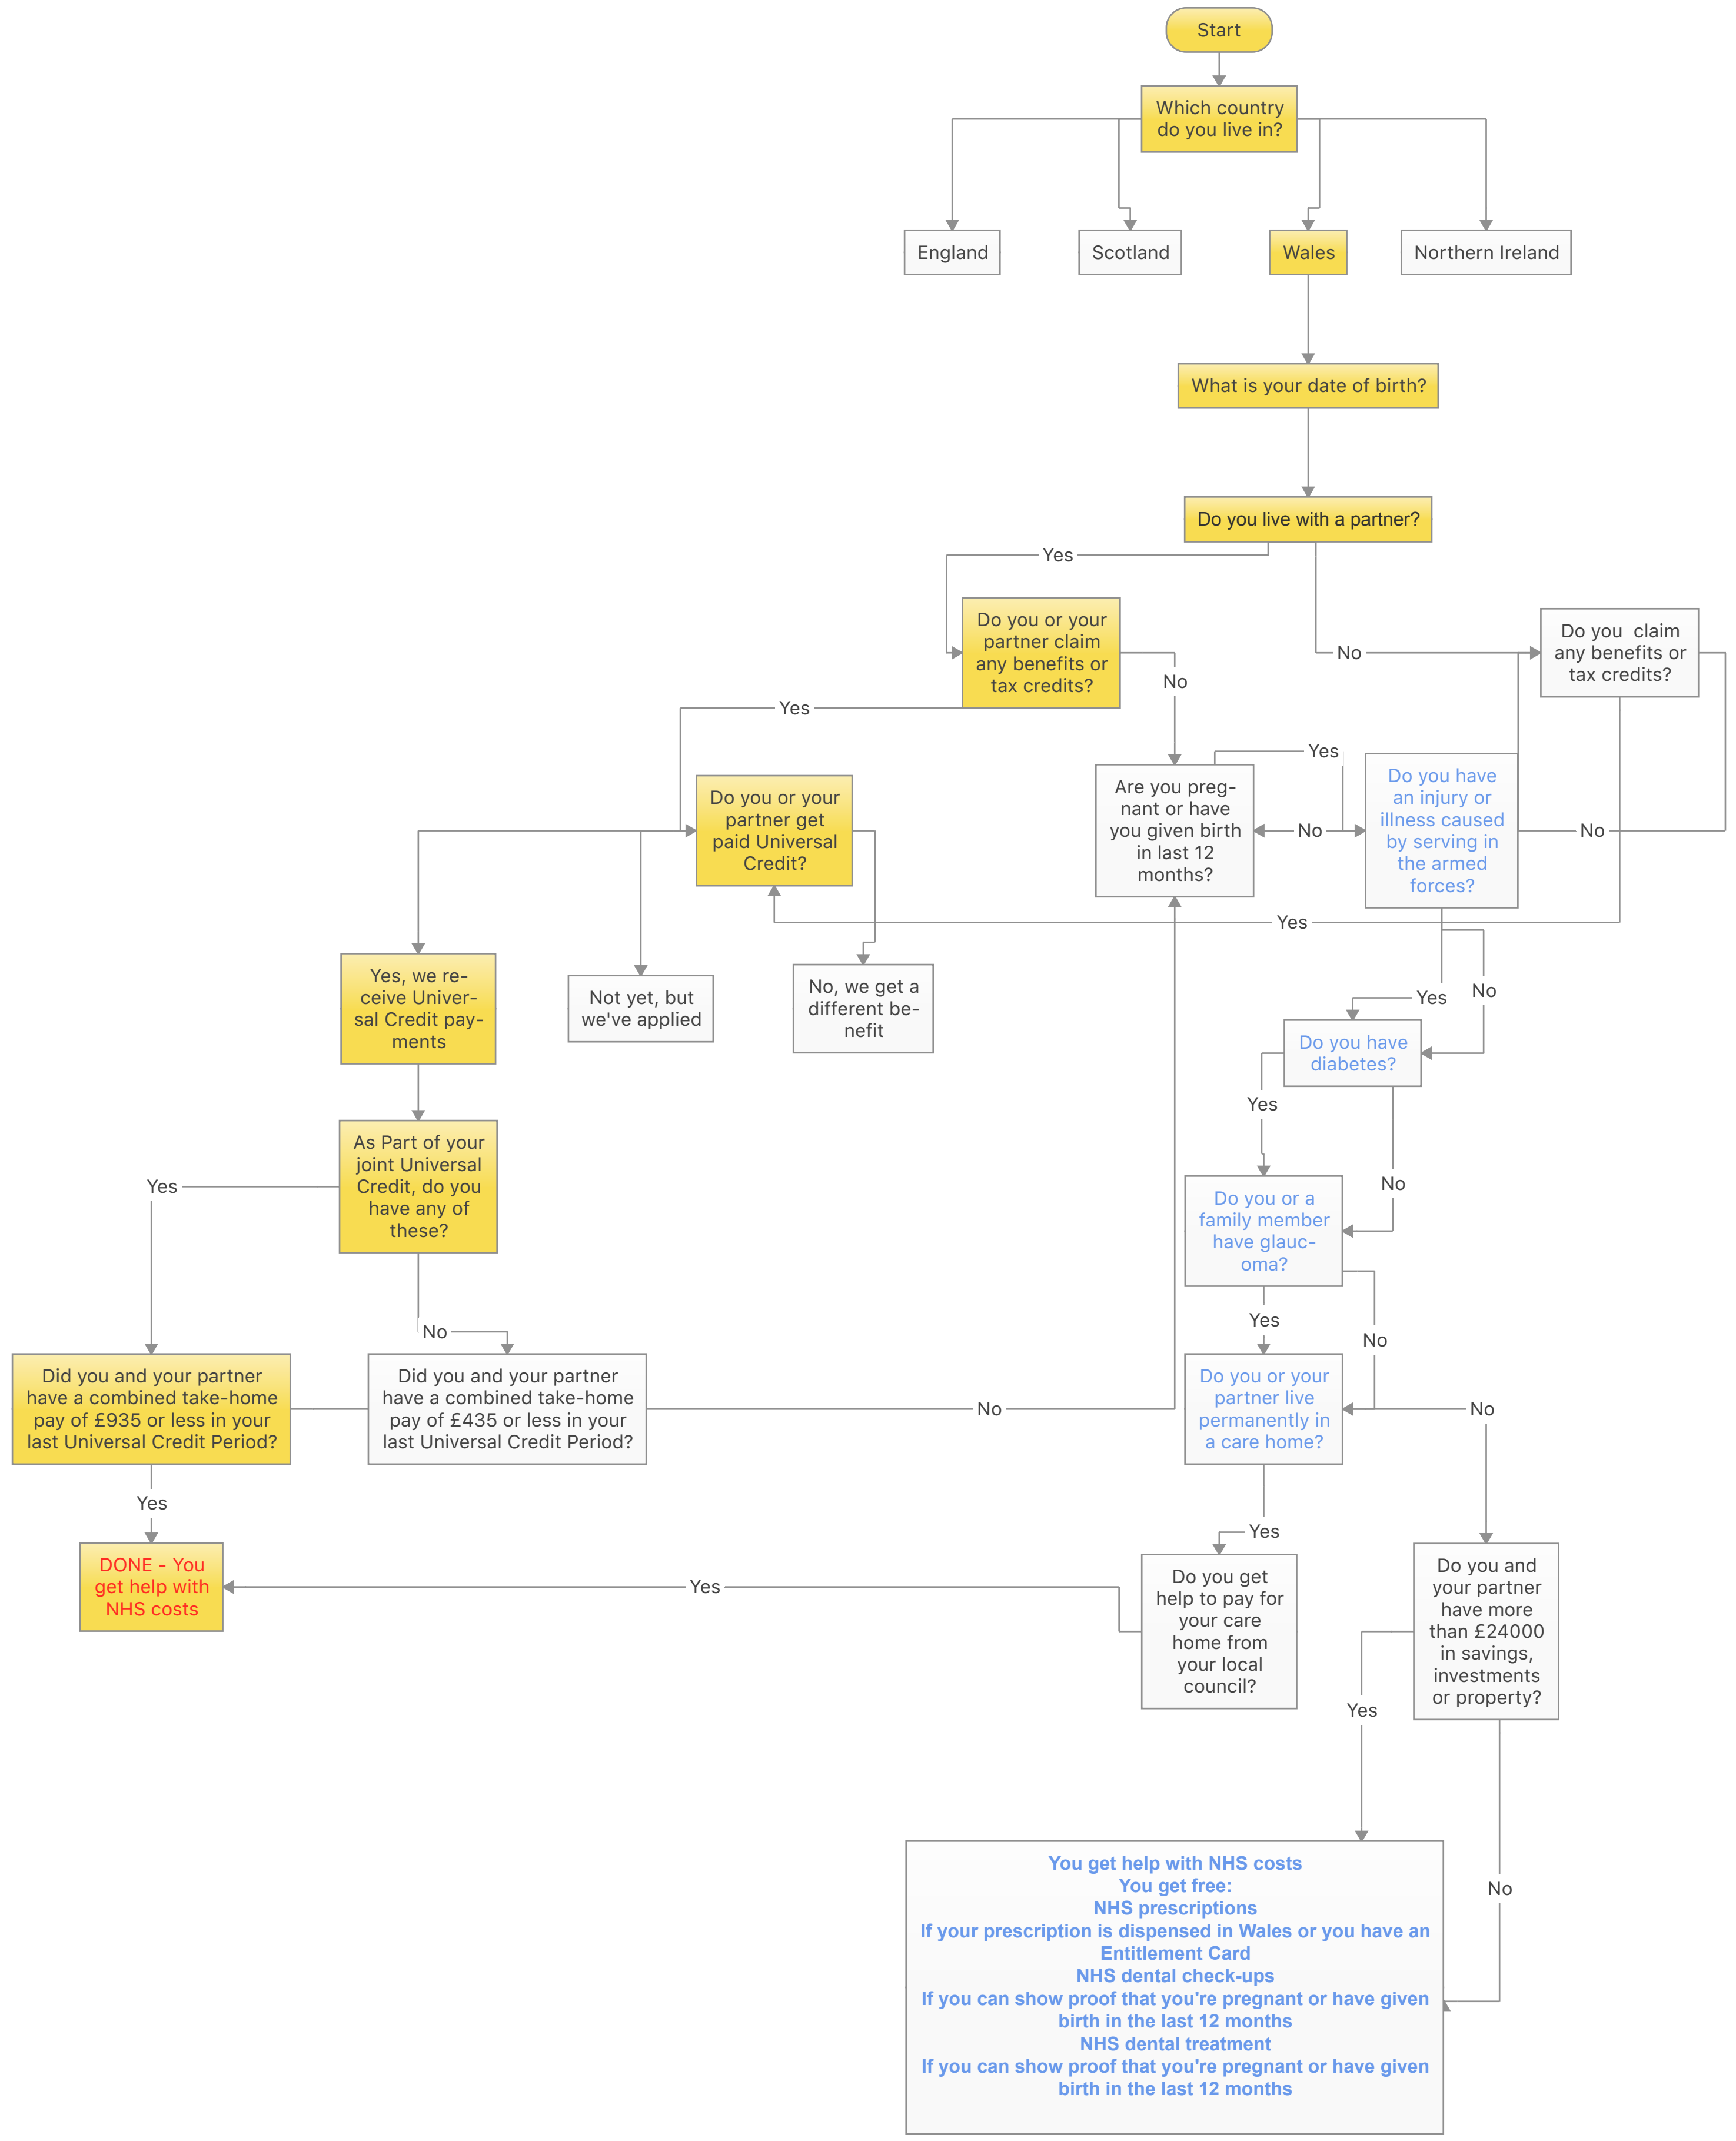 Start
Which country
do you live in?
England
Scotland
Wales
Northern Ireland
What is your date of birth?
Do you live with a partner?
Yes
No
Do you or your
partner claim
any benefits or
tax credits?
Do you  claim
any benefits or
tax credits?
No
Yes
Yes
Do you or your
partner get
paid Universal
Credit?
Are you preg-
nant or have
you given birth
in last 12
months?
No
Do you have
an injury or
illness caused
by serving in
the armed
forces?
No
Yes
Yes, we re-
ceive Univer-
sal Credit pay-
ments
Not yet, but
we've applied
No, we get a
different be-
nefit
Yes
No
Do you have
diabetes?
Yes
No
As Part of your
joint Universal
Credit, do you
have any of
these?
Yes
No
Do you or a
family member
have glauc-
oma?
Yes
No
Did you and your partner
have a combined take-home
pay of £935 or less in your
last Universal Credit Period?
Did you and your partner
have a combined take-home
pay of £435 or less in your
last Universal Credit Period?
No
Do you or your
partner live
permanently in
a care home?
No
Yes
Yes
DONE - You
get help with
NHS costs
Yes
Do you get
help to pay for
your care
home from
your local
council?
Do you and
your partner
have more
than £24000
in savings,
investments
or property?
Yes
No
You get help with NHS costs
You get free:
NHS prescriptions
If your prescription is dispensed in Wales or you have an
Entitlement Card
NHS dental check-ups
If you can show proof that you're pregnant or have given
birth in the last 12 months
NHS dental treatment
If you can show proof that you're pregnant or have given
birth in the last 12 months